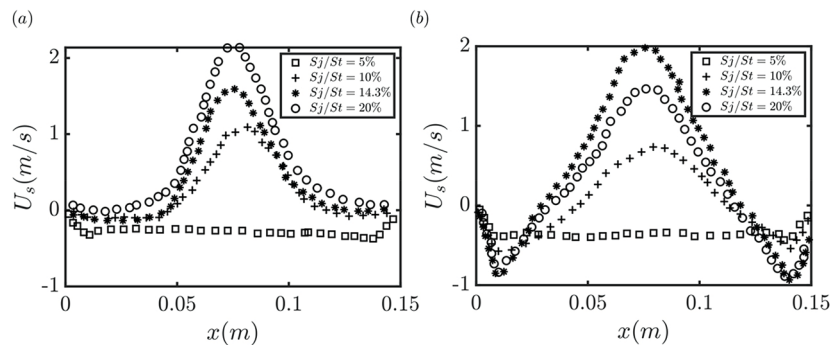 (a)
2
1
0
-1
U_s(m/s)
Sj/St = 5%
Sj/St = 10%
Sj/St = 14.3%
Sj/St = 20%
0 0.05 0.1 0.15
x(m)
(b)
2
1
0
-1
U_s(m/s)
Sj/St = 5%
Sj/St = 10%
Sj/St = 14.3%
Sj/St = 20%
0 0.05 0.1 0.15
x(m)